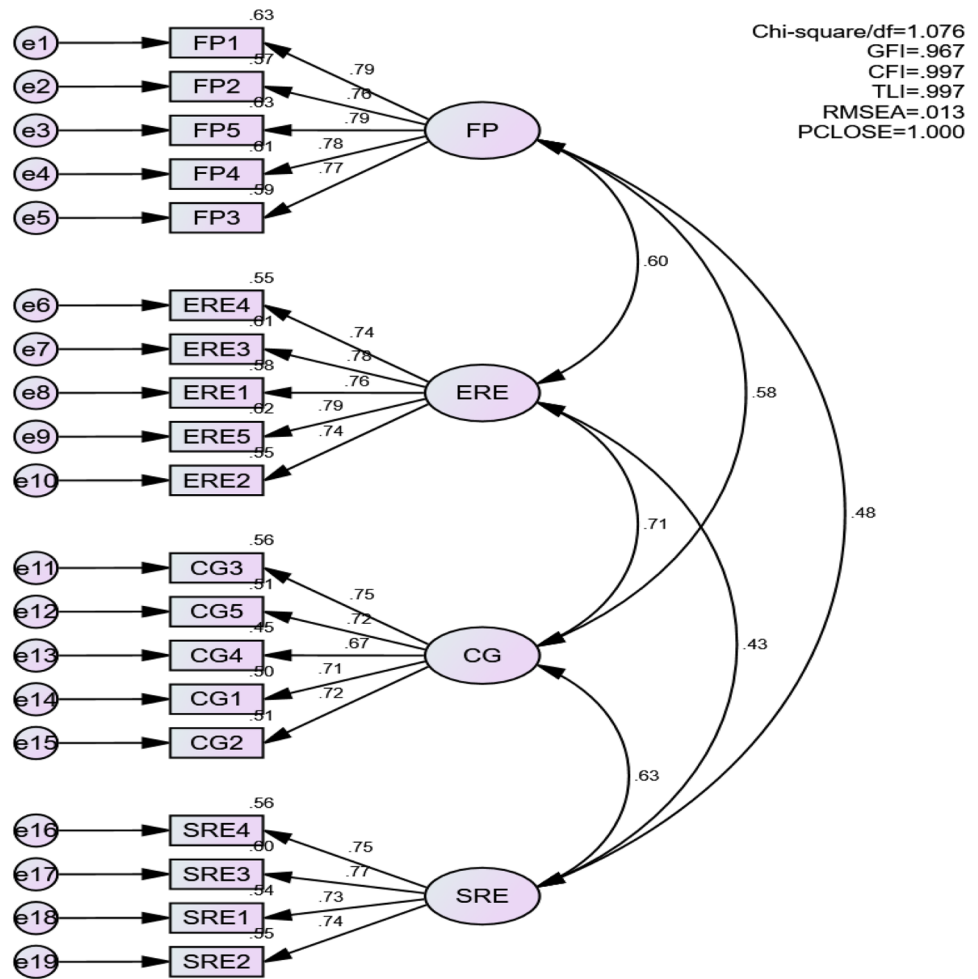 Chi-square/df=1.076
GFI=.967
CFI=.997
TLI=.997
RMSEA=.013
PCLOSE=1.000
.63
e1 FP1 .79
.57
e2 FP2 .76
.63
e3 FP5 .79 FP
.61
e4 FP4 .78
.59
e5 FP3 .77
.60
.55
e6 ERE4 .74
.61
e7 ERE3 .78
.58
e8 ERE1 .76 ERE .58
.62
e9 ERE5 .79
.55
e10 ERE2 .74
.48
.71
.56
e11 CG3 .75
.51
e12 CG5 .72
.45
e13 CG4 .67 CG .43
.50
e14 CG1 .71
.51
e15 CG2 .72
.63
.56
e16 SRE4 .75
.60
e17 SRE3 .77
.54
e18 SRE1 .73 SRE
.55
e19 SRE2 .74